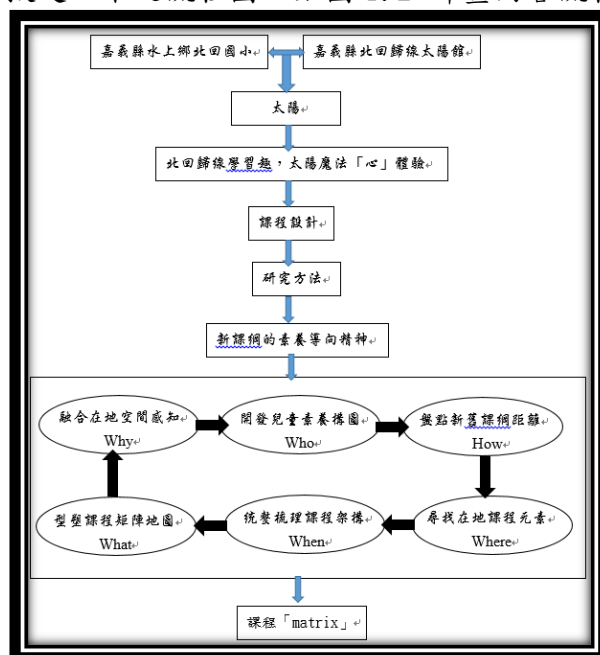 嘉義縣水上鄉北回國小
嘉義縣北回歸線太陽館
太陽
北回歸線學習趣，太陽魔法「心」體驗
課程設計
研究方法
新課綱的素養導向精神
融合在地空間感知
Why
開發兒童素養構圖
Who
盤點新舊課綱距離
How
型塑課程矩陣地圖
What
統整梳理課程架構
When
尋找在地課程元素
Where
課程「matrix」